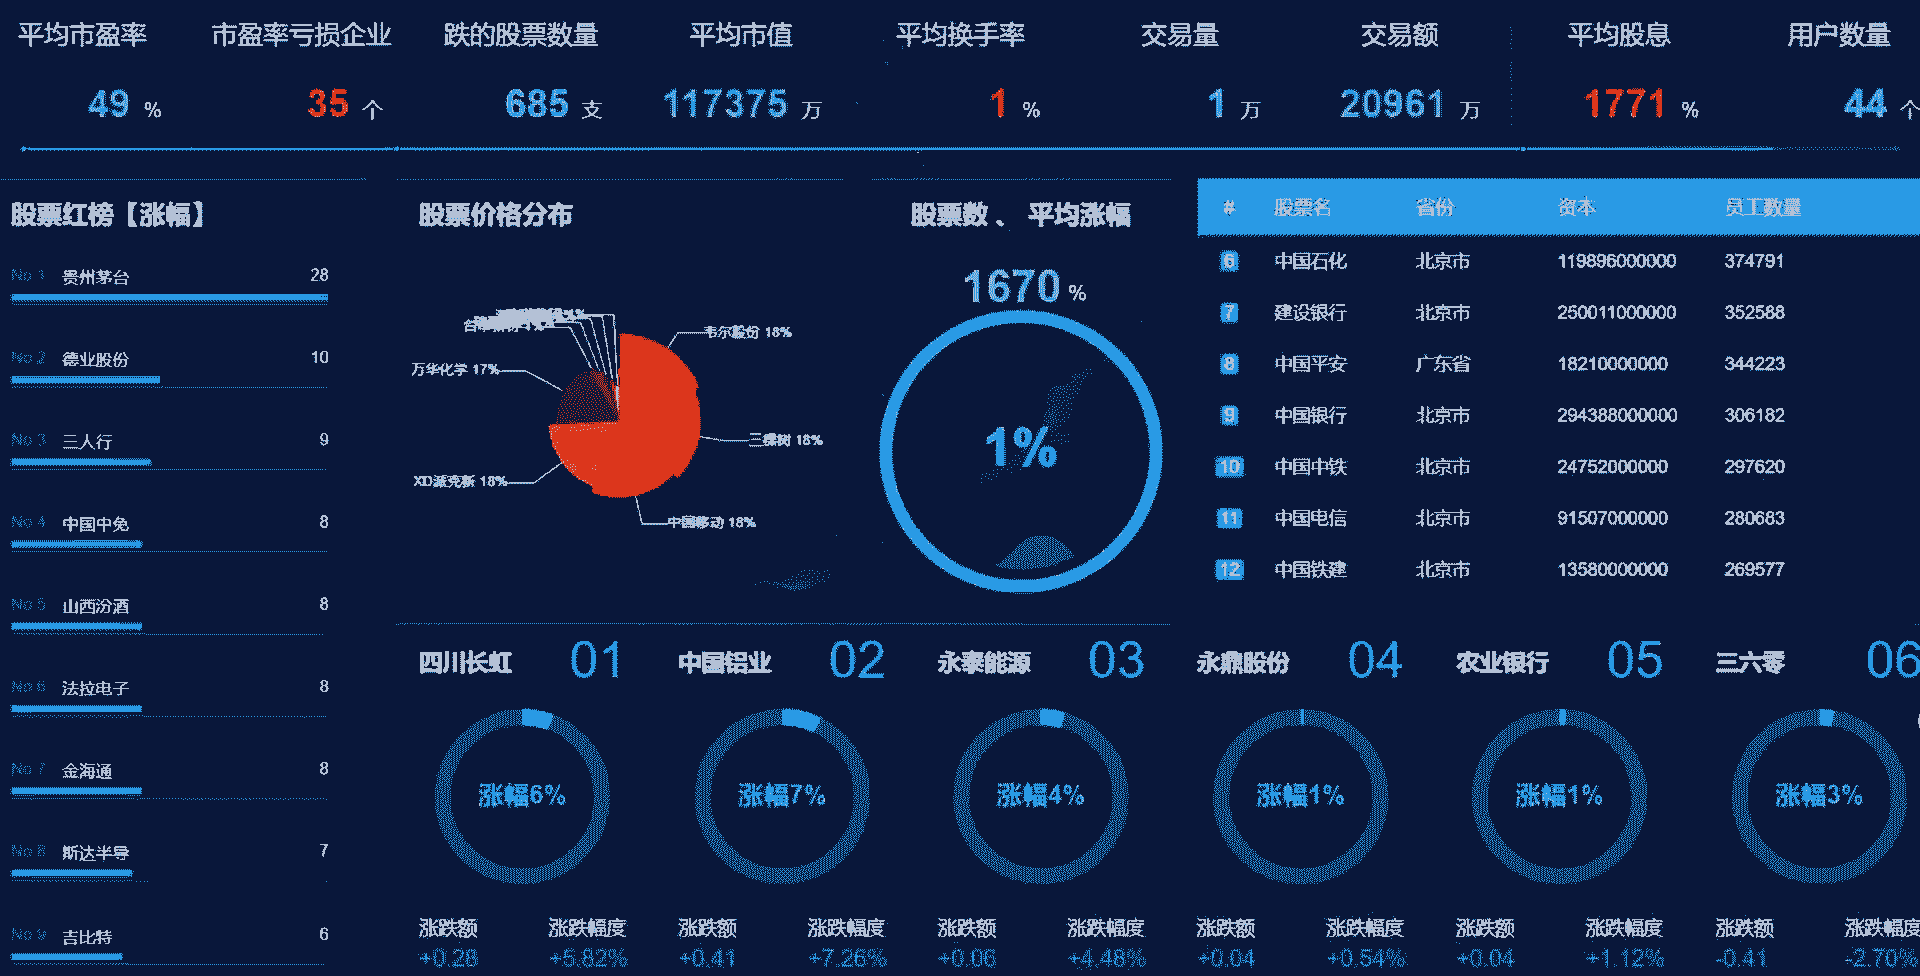 平均市盈率 市盈率亏损企业 跌的股票数量 平均市值 平均换手率 交易量 交易额 平均股息 用户数量
49 % 35 个 685 支 117375 万 1 % 1 万 20961 万 1771 % 44 个
股票红榜【涨幅】
No 1 贵州茅台 28
No 2 德业股份 10
No 3 三人行 9
No 4 中国中免 8
No 5 山西汾酒 8
No 6 法拉电子 8
No 7 金海通 8
No 8 斯达半导 7
No 9 吉比特 6
股票价格分布
韦尔股份 18%
万华化学 17%
三棵树 18%
XD派克新 18%
中国移动 18%
股票数 、 平均涨幅
1670 %
1%
# 股票名 省份 资本 员工数量
6 中国石化 北京市 119896000000 374791
7 建设银行 北京市 250011000000 352588
8 中国平安 广东省 18210000000 344223
9 中国银行 北京市 294388000000 306182
10 中国中铁 北京市 24752000000 297620
11 中国电信 北京市 91507000000 280683
12 中国铁建 北京市 13580000000 269577
四川长虹 01
涨幅6%
涨跌额 涨跌幅度
+0.28 +5.82%
中国铝业 02
涨幅7%
涨跌额 涨跌幅度
+0.41 +7.26%
永泰能源 03
涨幅4%
涨跌额 涨跌幅度
+0.06 +4.48%
永鼎股份 04
涨幅1%
涨跌额 涨跌幅度
+0.04 +0.54%
农业银行 05
涨幅1%
涨跌额 涨跌幅度
+0.04 +1.12%
三六零 06
涨幅3%
涨跌额 涨跌幅度
-0.41 -2.70%